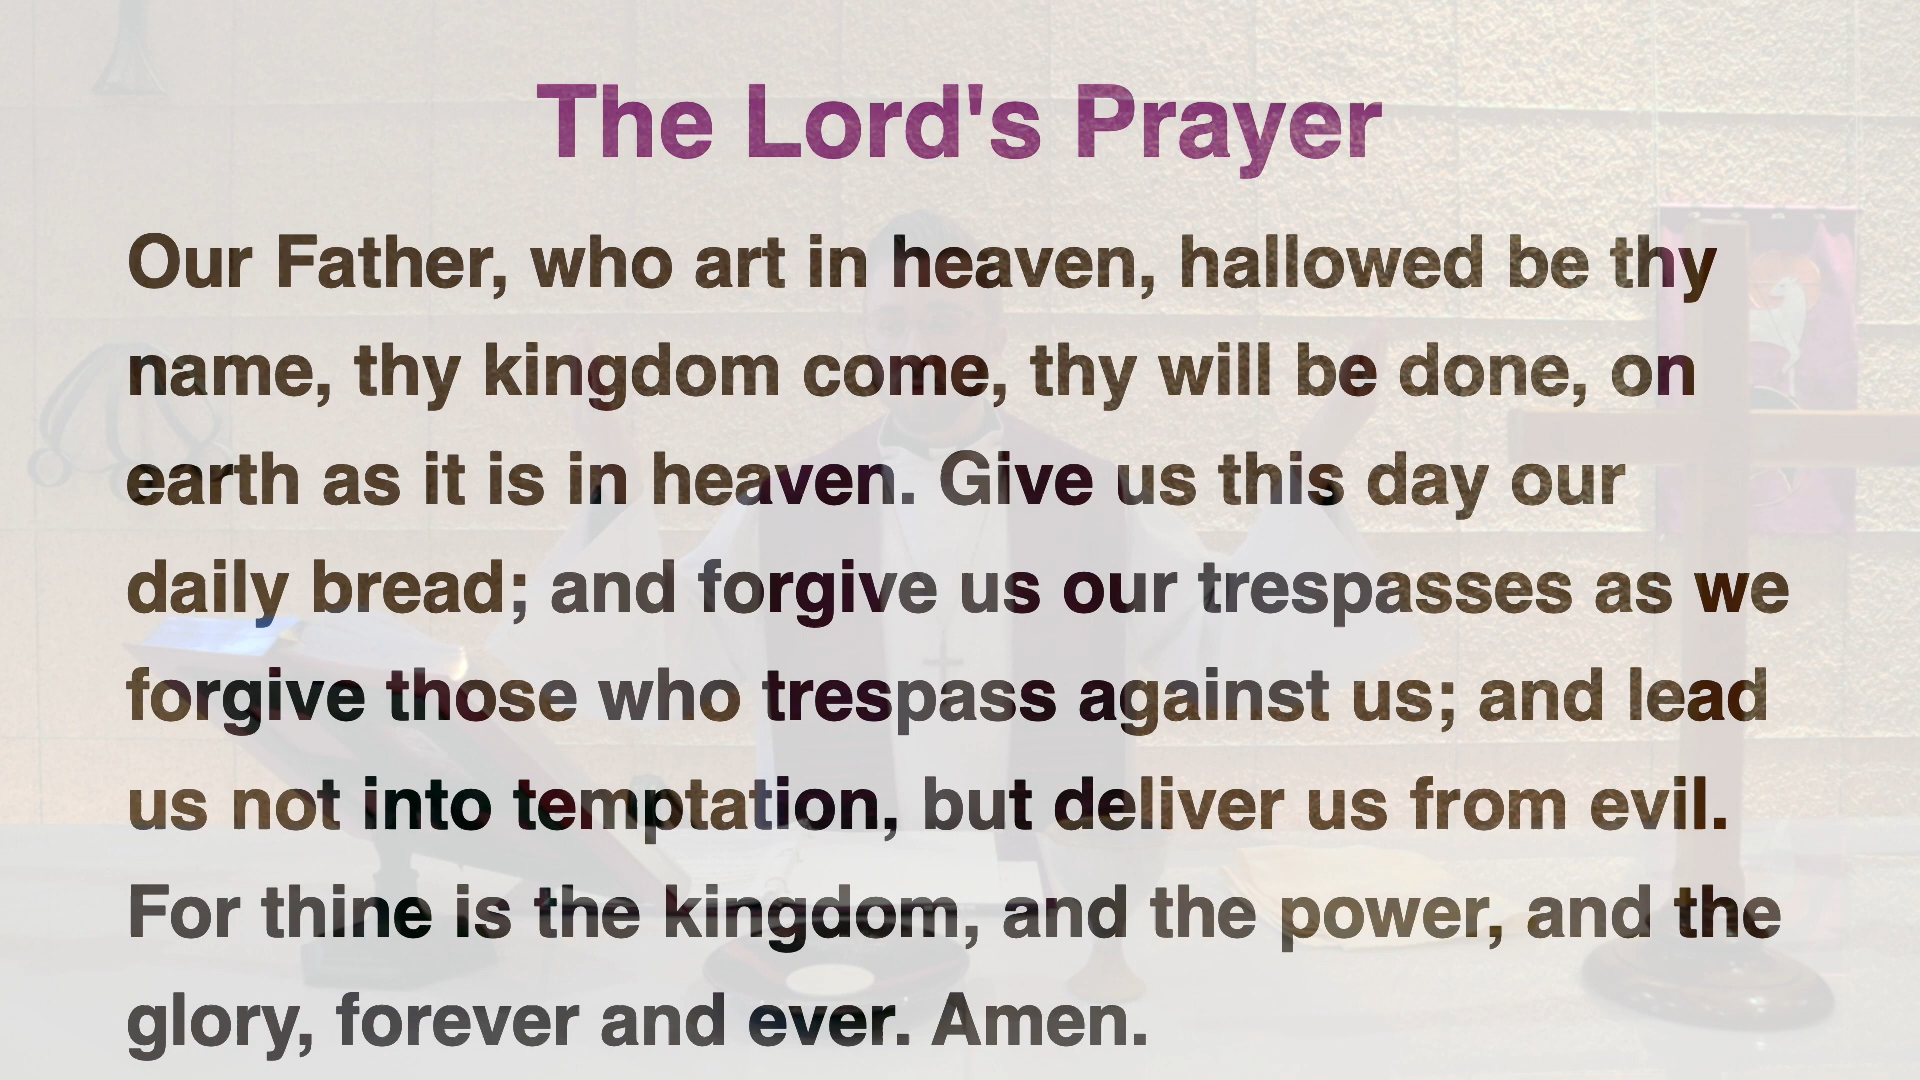 The Lord's Prayer
Our Father, who art in heaven, hallowed be thy
name, thy kingdom come, thy will be done, on
earth as it is in heaven. Give us this day our
daily bread; and forgive us our trespasses as we
forgive those who trespass against us; and lead
us not into temptation, but deliver us from evil.
For thine is the kingdom, and the power, and the
glory, forever and ever. Amen.